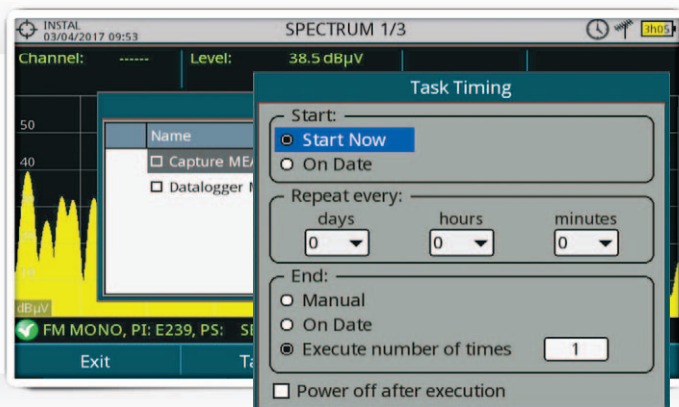 INSTAL
03/04/2017 09:53
SPECTRUM 1/3
3h05
Channel: ------ Level: 38.5 dBµV
Task Timing
Start:
Start Now
On Date
Repeat every:
days hours minutes
0 0 0
End:
Manual
On Date
Execute number of times 1
Power off after execution
Name
Capture MEA
Datalogger
50
40
dBµV
FM MONO, PI: E239, PS:
Exit